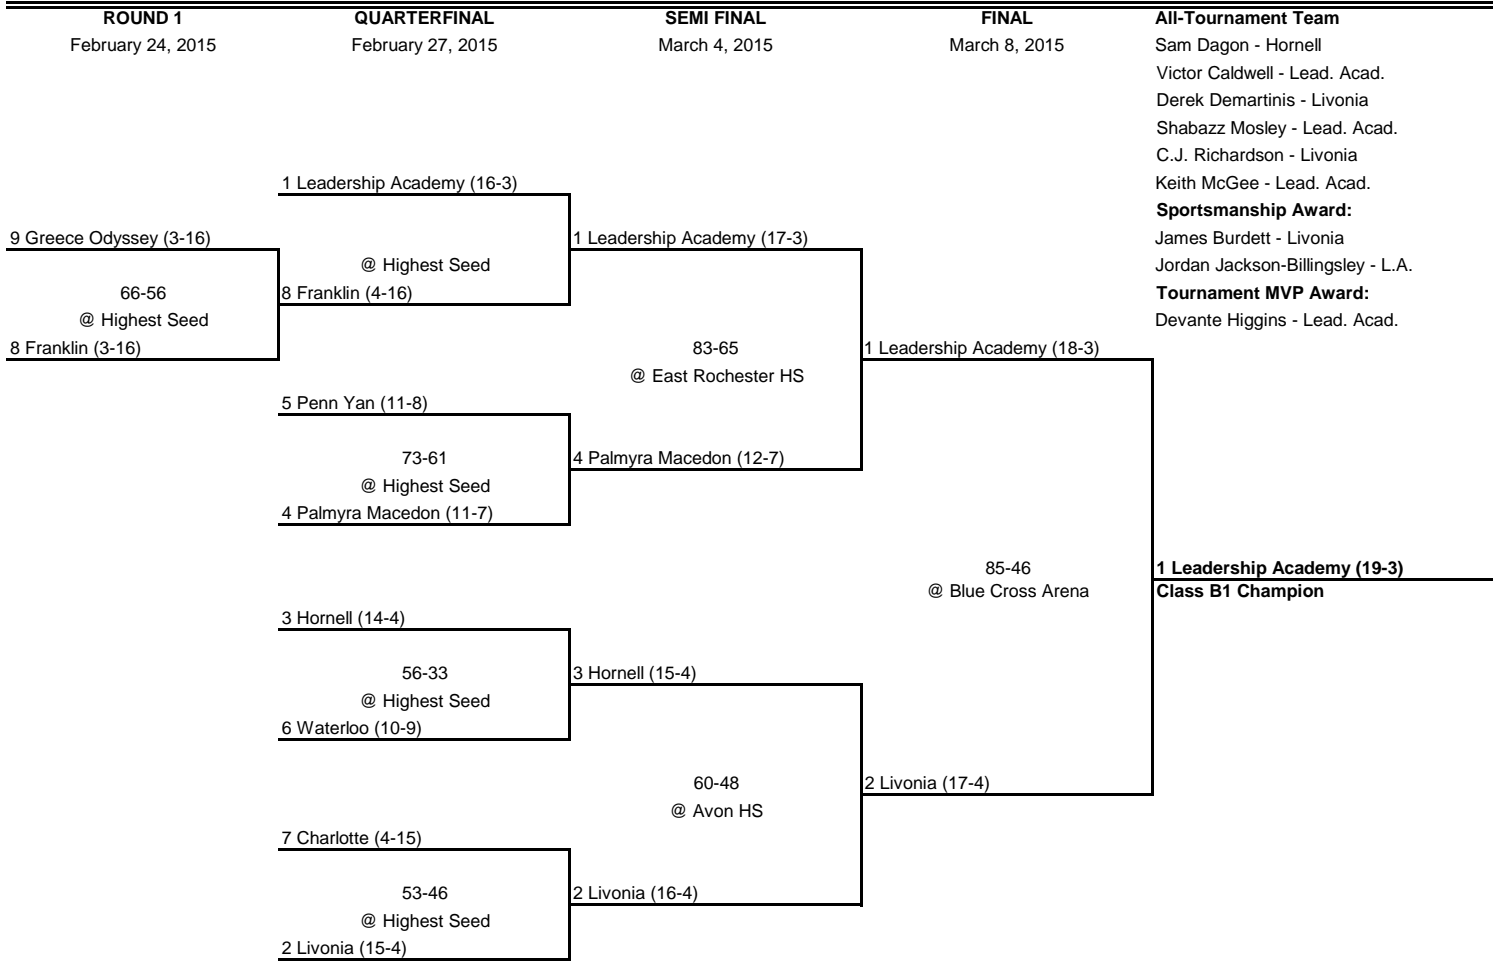 ROUND 1
February 24, 2015
QUARTERFINAL
February 27, 2015
SEMI FINAL
March 4, 2015
FINAL
March 8, 2015
All-Tournament Team
Sam Dagon - Hornell
Victor Caldwell - Lead. Acad.
Derek Demartinis - Livonia
Shabazz Mosley - Lead. Acad.
C.J. Richardson - Livonia
Keith McGee - Lead. Acad.
Sportsmanship Award:
James Burdett - Livonia
Jordan Jackson-Billingsley - L.A.
Tournament MVP Award:
Devante Higgins - Lead. Acad.
9 Greece Odyssey (3-16)
66-56
@ Highest Seed
8 Franklin (3-16)
1 Leadership Academy (16-3)
@ Highest Seed
8 Franklin (4-16)
5 Penn Yan (11-8)
73-61
@ Highest Seed
4 Palmyra Macedon (11-7)
3 Hornell (14-4)
56-33
@ Highest Seed
6 Waterloo (10-9)
7 Charlotte (4-15)
53-46
@ Highest Seed
2 Livonia (15-4)
1 Leadership Academy (17-3)
83-65
@ East Rochester HS
4 Palmyra Macedon (12-7)
3 Hornell (15-4)
60-48
@ Avon HS
2 Livonia (16-4)
1 Leadership Academy (18-3)
85-46
@ Blue Cross Arena
2 Livonia (17-4)
1 Leadership Academy (19-3)
Class B1 Champion